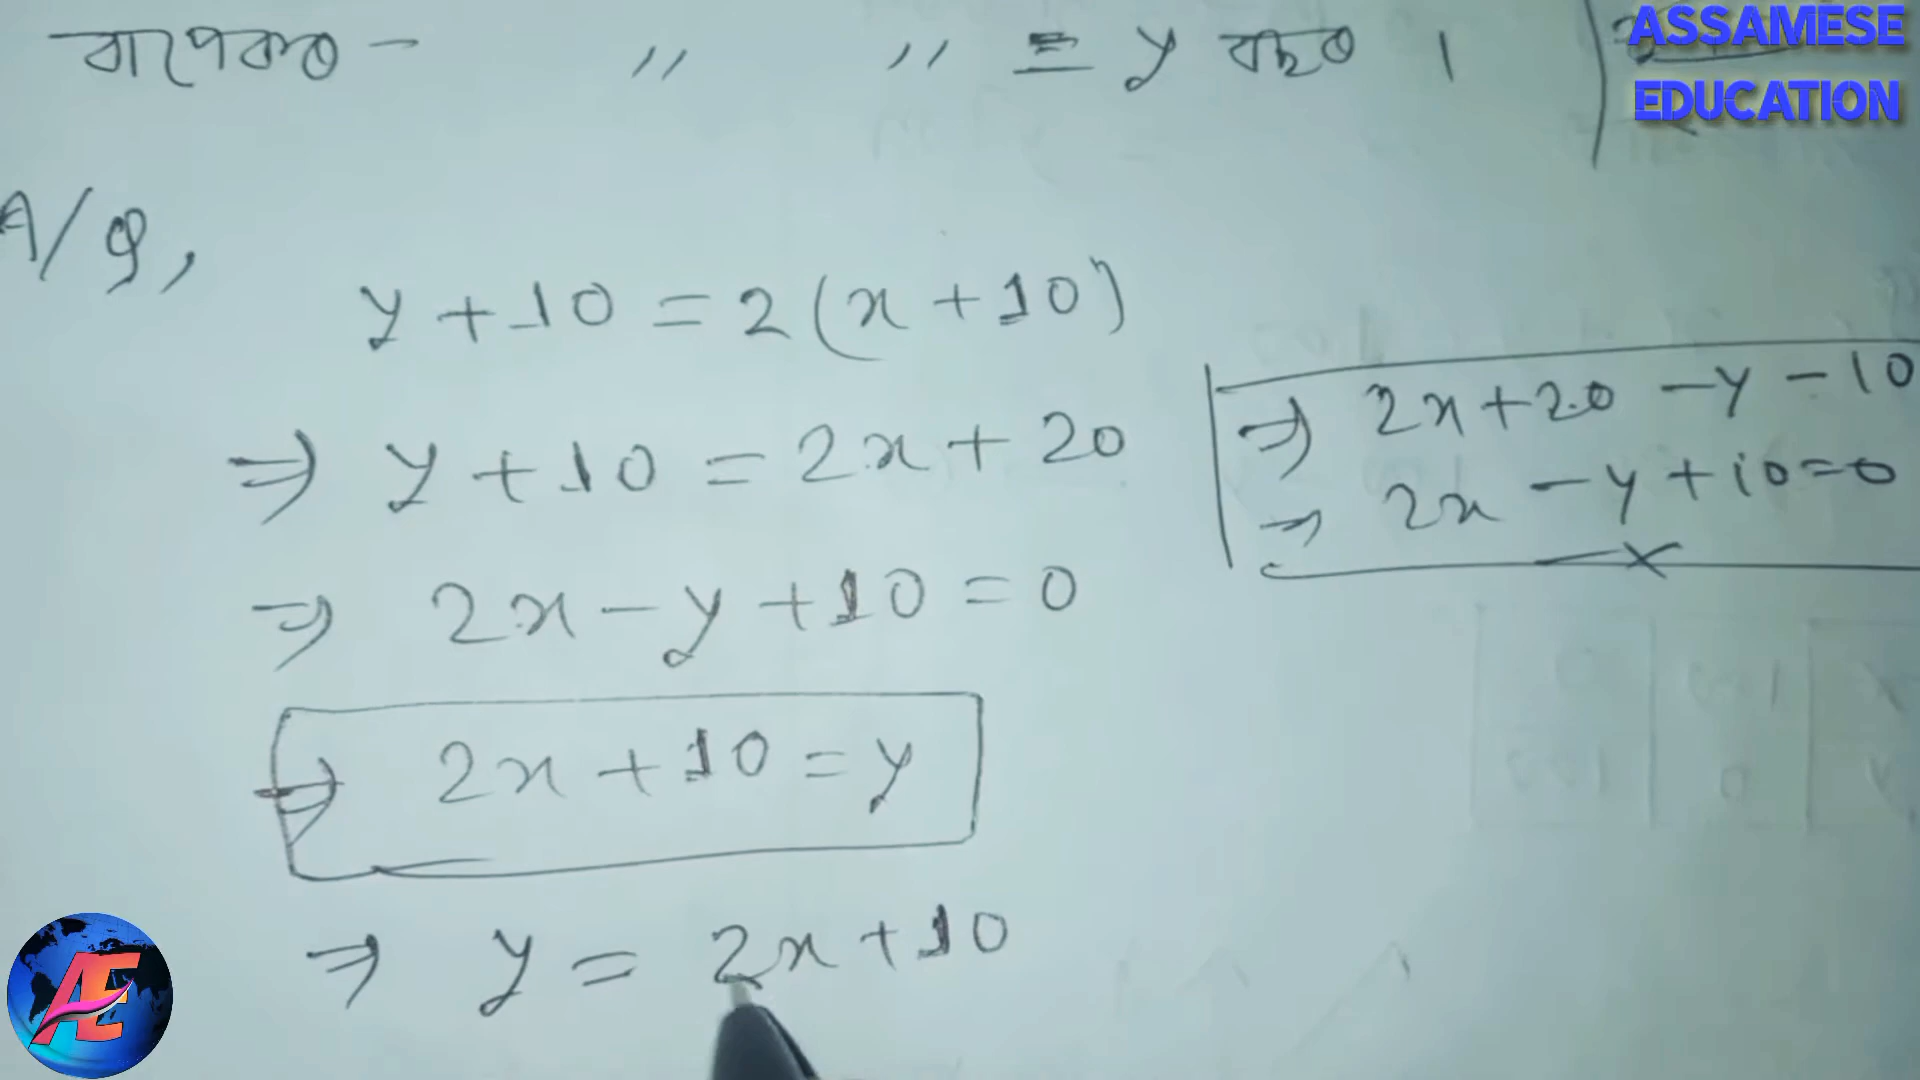 বাপেকৰ - " " = y বছৰ ।
ASSAMESE
EDUCATION
A/Q,
y + 10 = 2(x + 10)
⇒ y + 10 = 2x + 20
⇒ 2x - y + 10 = 0
⇒ 2x + 10 = y
⇒ y = 2x + 10
⇒ 2x + 20 - y - 10
⇒ 2x - y + 10 = 0
Æ